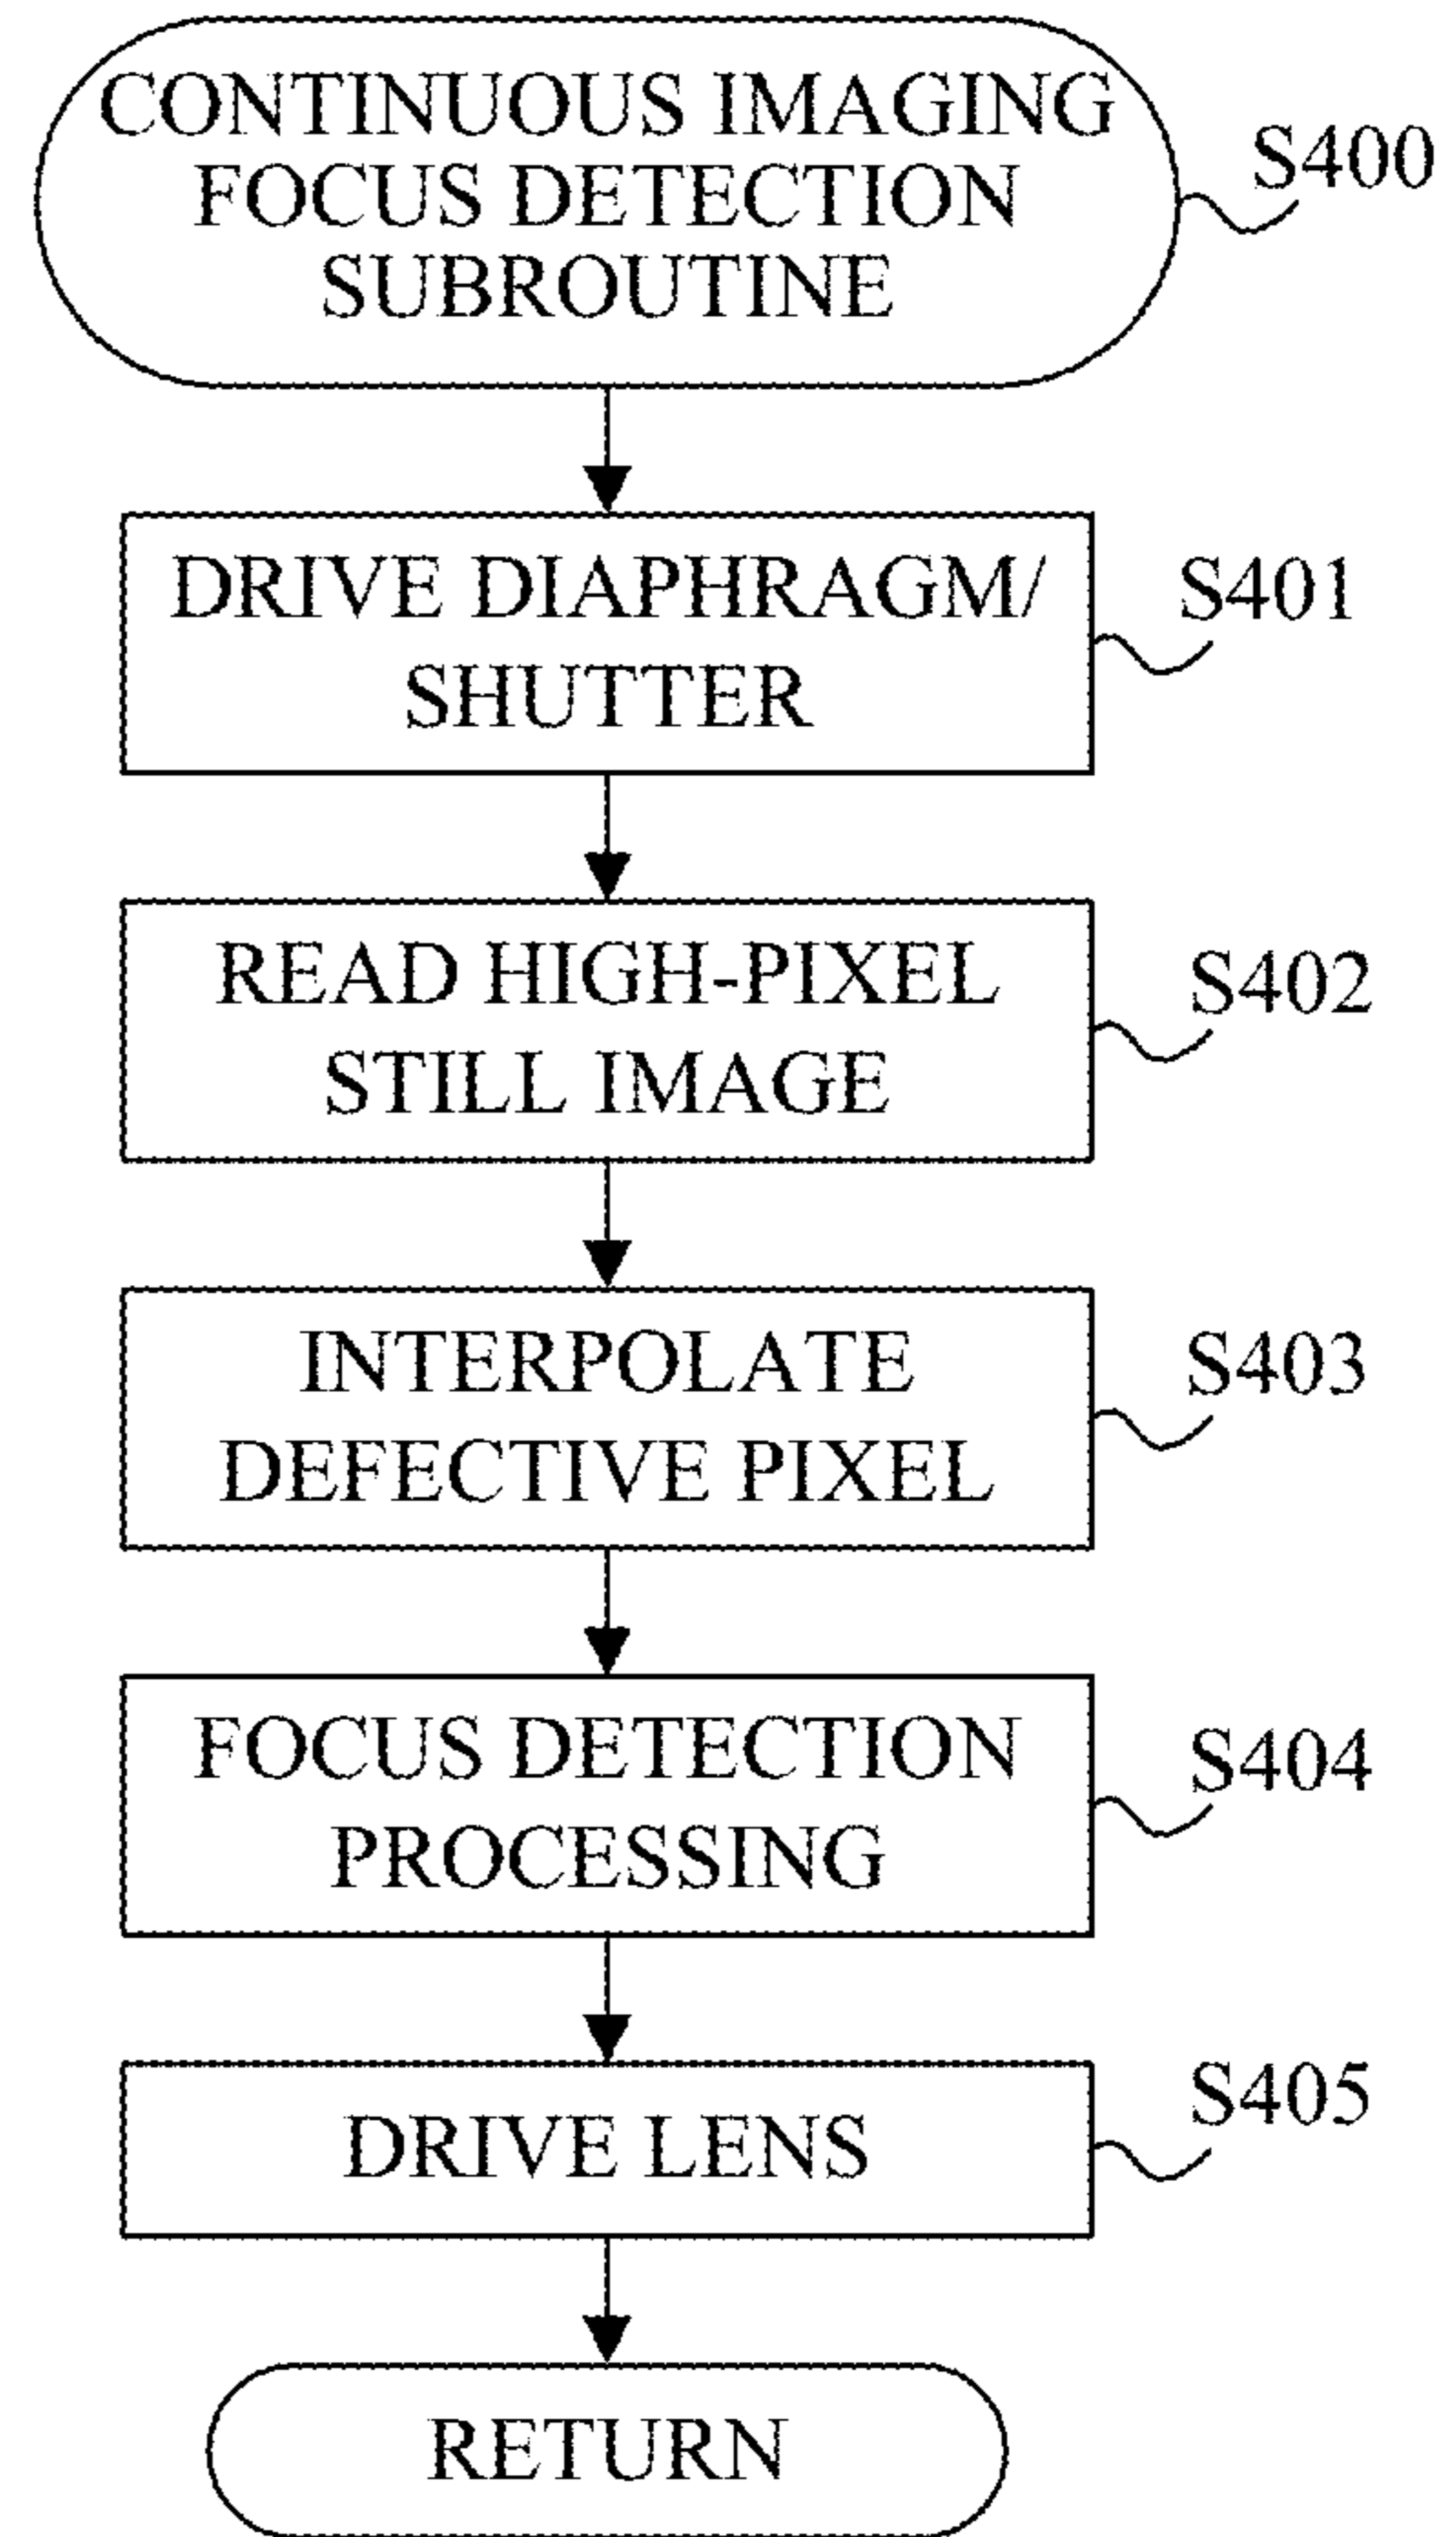 CONTINUOUS IMAGING
FOCUS DETECTION
SUBROUTINE
S400
DRIVE DIAPHRAGM/
SHUTTER
S401
READ HIGH-PIXEL
STILL IMAGE
S402
INTERPOLATE
DEFECTIVE PIXEL
S403
FOCUS DETECTION
PROCESSING
S404
DRIVE LENS
S405
RETURN